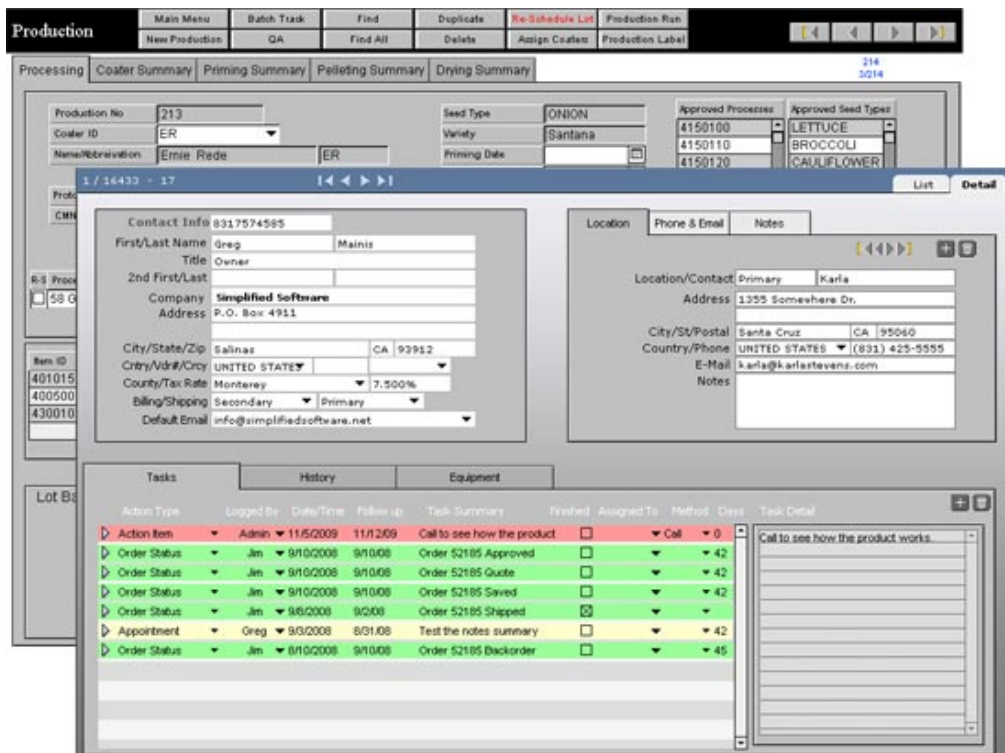 Production
Main Menu Batch Track Find Duplicate Re-Schedule Lot Production Run
New Production QA Find All Delete Assign Coaters Production Label
Processing Coater Summary Priming Summary Pelleting Summary Drying Summary
214
3/214
Production No 213 Seed Type ONION Approved Processes Approved Seed Types
Coater ID ER Variety Santana 4150100 LETTUCE
4150110 BROCCOLI
Name/Abbreivation Ernie Rede ER Priming Date 4150120 CAULIFLOWER
1 / 16433 - 17 List Detail
Contact Info 8317574585 Location Phone & Email Notes
First/Last Name Greg Mainis
Title Owner
2nd First/Last Location/Contact Primary Karla
Company Simplified Software Address 1355 Somewhere Dr.
Address P.O. Box 4911
City/St/Postal Santa Cruz CA 95060
City/State/Zip Salinas CA 93912 Country/Phone UNITED STATES (831) 425-5555
Cntry/Vdr#/Crcy UNITED STATES E-Mail karla@karlastevens.com
County/Tax Rate Monterey 7.500% Notes
Billing/Shipping Secondary Primary
Default Email info@simplifiedsoftware.net
R-S
58 G
Item ID
401015
400500
430010
Tasks History Equipment
Action Type Logged By Date/Time Follow up Task Summary Finished Assigned To Method Days Task Detail
Action Item Admin 11/5/2009 11/12/09 Call to see how the product Call 0 Call to see how the product works.
Order Status Jim 9/10/2008 9/10/08 Order 52185 Approved 42
Order Status Jim 9/10/2008 9/10/08 Order 52185 Quote 42
Order Status Jim 9/10/2008 9/10/08 Order 52185 Saved 42
Order Status Jim 9/8/2008 9/2/08 Order 52185 Shipped
Appointment Greg 9/3/2008 8/31/08 Test the notes summary 42
Order Status Jim 8/10/2008 9/10/08 Order 52185 Backorder 45